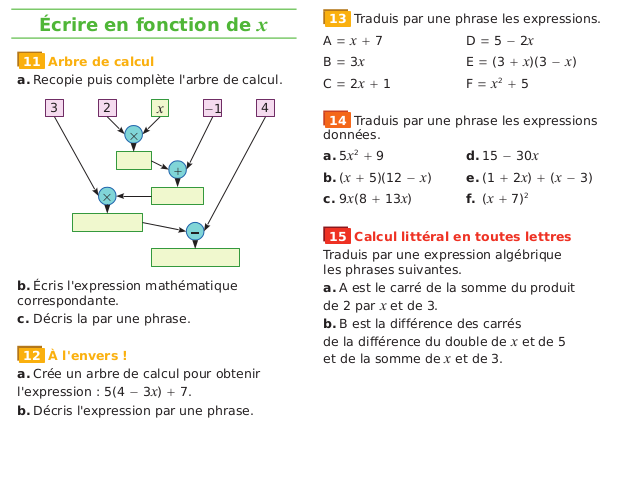 Écrire en fonction de x
11 Arbre de calcul
a. Recopie puis complète l'arbre de calcul.
3 2 x −1 4
×
+
×
−
b. Écris l'expression mathématique
correspondante.
c. Décris la par une phrase.
12 À l'envers !
a. Crée un arbre de calcul pour obtenir
l'expression : 5(4 − 3x) + 7.
b. Décris l'expression par une phrase.
13 Traduis par une phrase les expressions.
A = x + 7 D = 5 − 2x
B = 3x E = (3 + x)(3 − x)
C = 2x + 1 F = x² + 5
14 Traduis par une phrase les expressions
données.
a. 5x² + 9 d. 15 − 30x
b. (x + 5)(12 − x) e. (1 + 2x) + (x − 3)
c. 9x(8 + 13x) f. (x + 7)²
15 Calcul littéral en toutes lettres
Traduis par une expression algébrique
les phrases suivantes.
a. A est le carré de la somme du produit
de 2 par x et de 3.
b. B est la différence des carrés
de la différence du double de x et de 5
et de la somme de x et de 3.